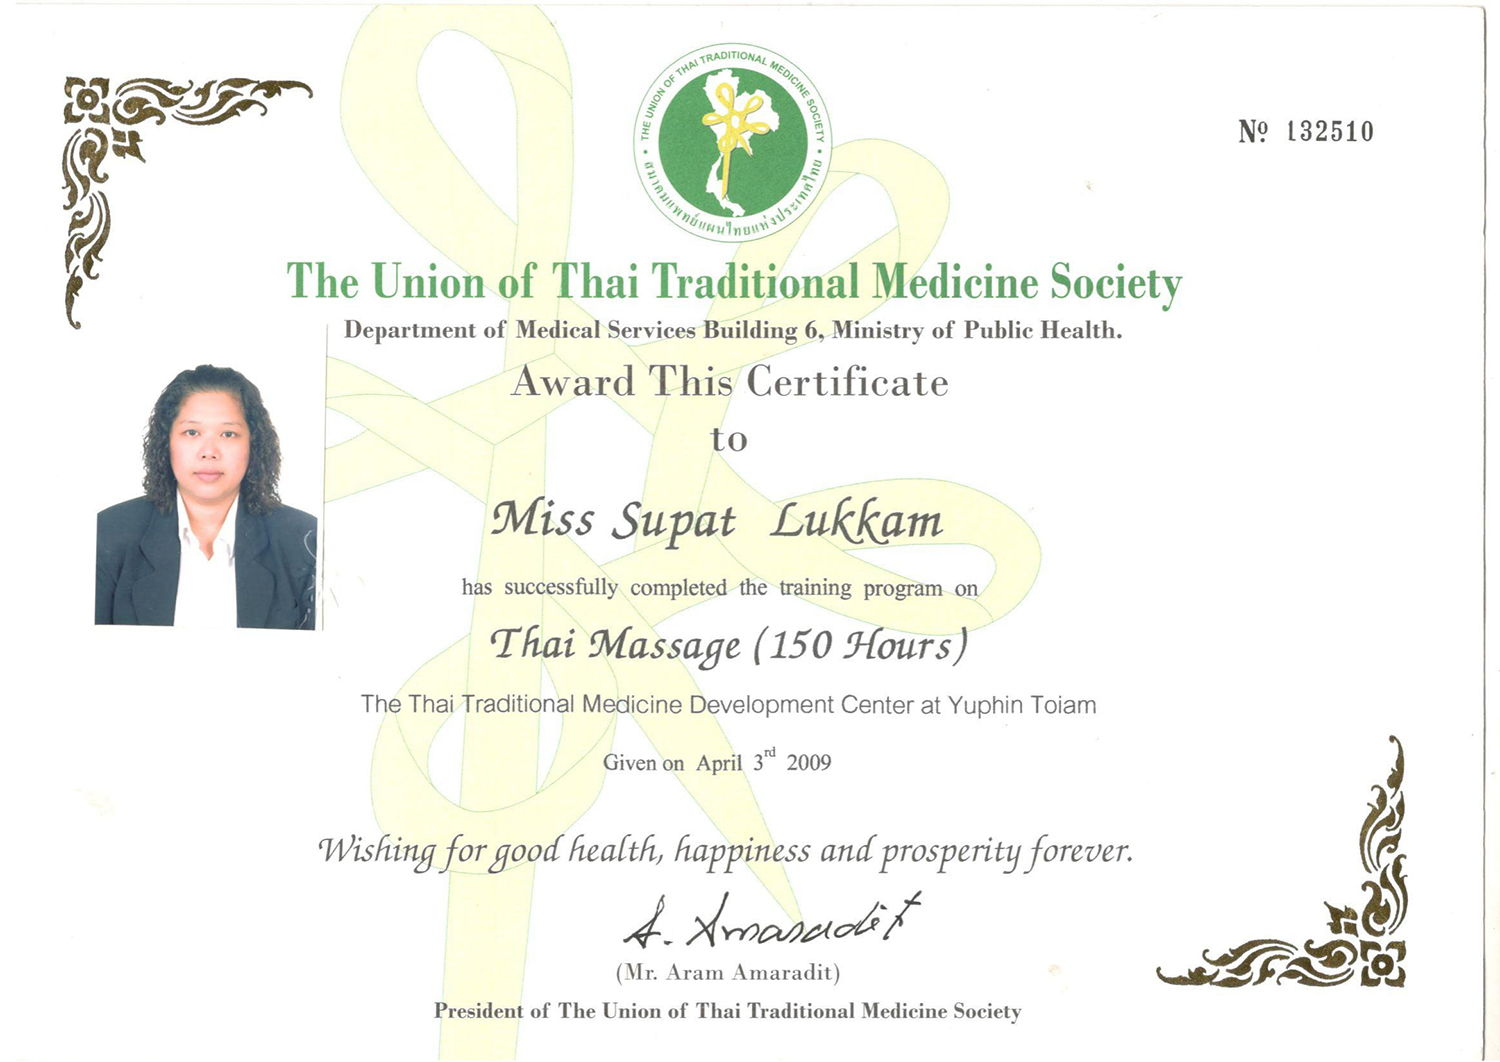 THE UNION OF THAI TRADITIONAL MEDICINE SOCIETY
สมาคมแพทย์แผนไทยแห่งประเทศไทย
Nº 132510
The Union of Thai Traditional Medicine Society
Department of Medical Services Building 6, Ministry of Public Health.
Award This Certificate
to
Miss Supat Lukkam
has successfully completed the training program on
Thai Massage (150 Hours)
The Thai Traditional Medicine Development Center at Yuphin Toiam
Given on April 3rd 2009
Wishing for good health, happiness and prosperity forever.
A. Amaradit
(Mr. Aram Amaradit)
President of The Union of Thai Traditional Medicine Society